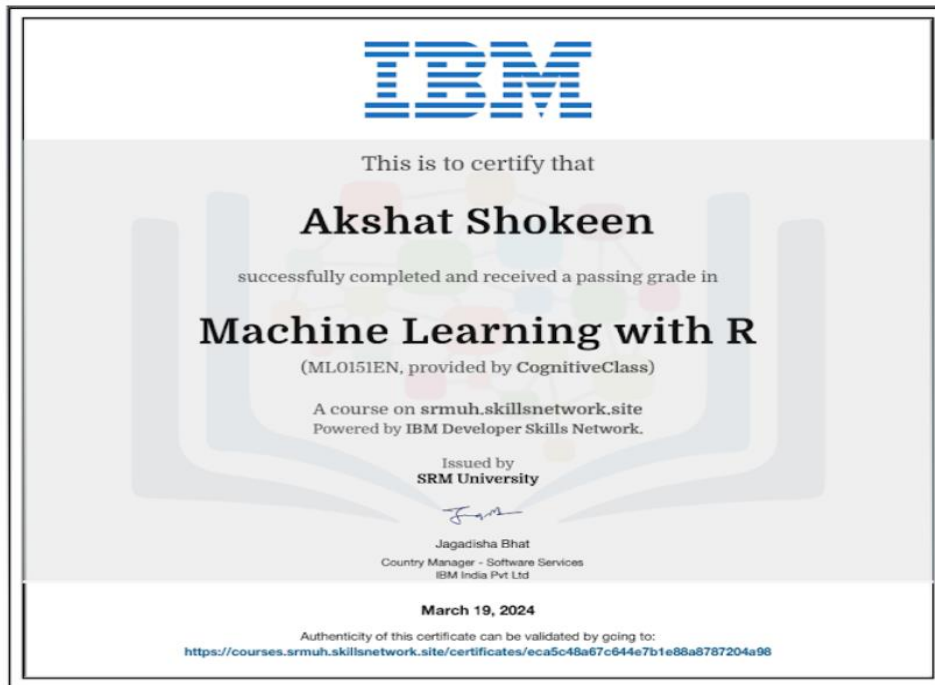 IBM
This is to certify that
Akshat Shokeen
successfully completed and received a passing grade in
Machine Learning with R
(ML0151EN, provided by CognitiveClass)
A course on srmuh.skillsnetwork.site
Powered by IBM Developer Skills Network.
Issued by
SRM University
Jagadisha Bhat
Country Manager - Software Services
IBM India Pvt Ltd
March 19, 2024
Authenticity of this certificate can be validated by going to:
https://courses.srmuh.skillsnetwork.site/certificates/eca5c48a67c644e7b1e88a8787204a98